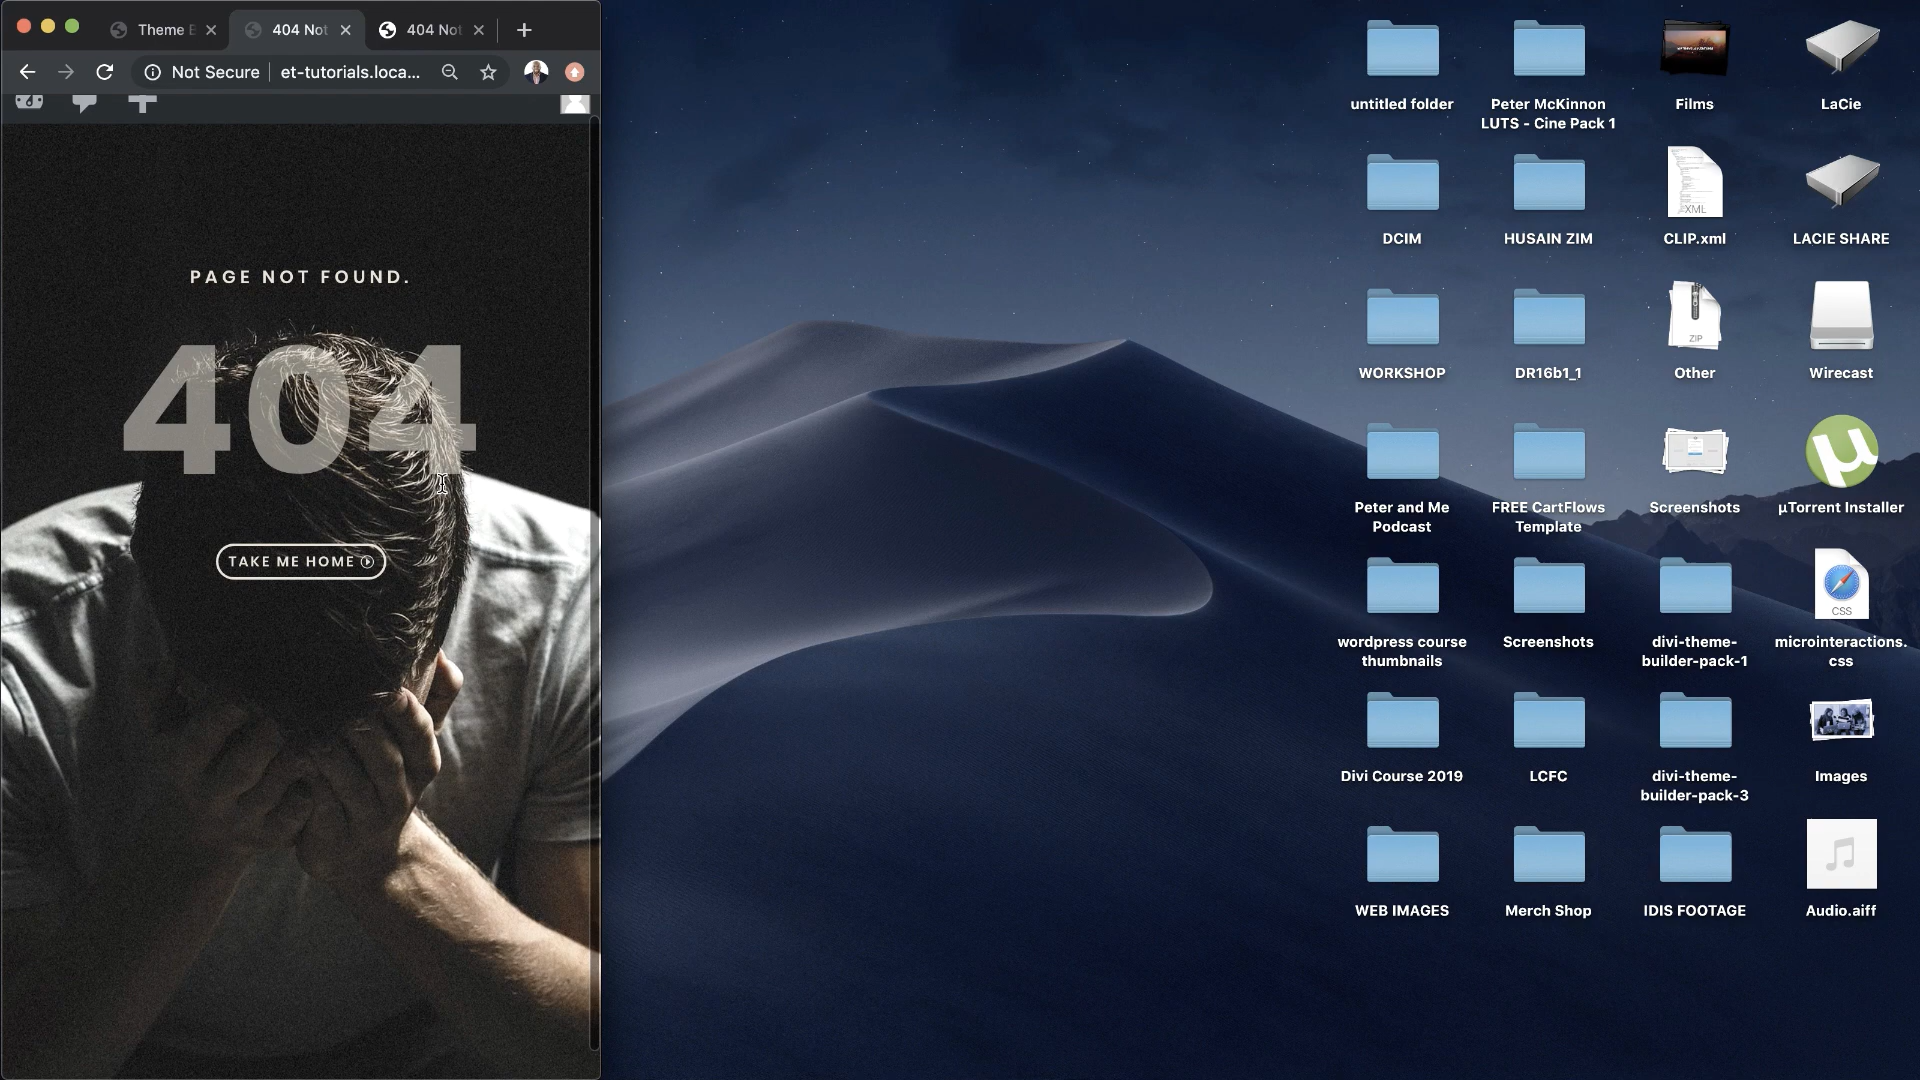 Theme
404 Not
404 Not
Not Secure
et-tutorials.loca...
PAGE NOT FOUND.
404
TAKE ME HOME
untitled folder
Peter McKinnon
LUTS - Cine Pack 1
Films
LaCie
DCIM
HUSAIN ZIM
XML
CLIP.xml
LACIE SHARE
WORKSHOP
DR16b1_1
ZIP
Other
Wirecast
Peter and Me
Podcast
FREE CartFlows
Template
Screenshots
µ
µTorrent Installer
wordpress course
thumbnails
Screenshots
divi-theme-
builder-pack-1
CSS
microinteractions.
css
Divi Course 2019
LCFC
divi-theme-
builder-pack-3
Images
WEB IMAGES
Merch Shop
IDIS FOOTAGE
Audio.aiff